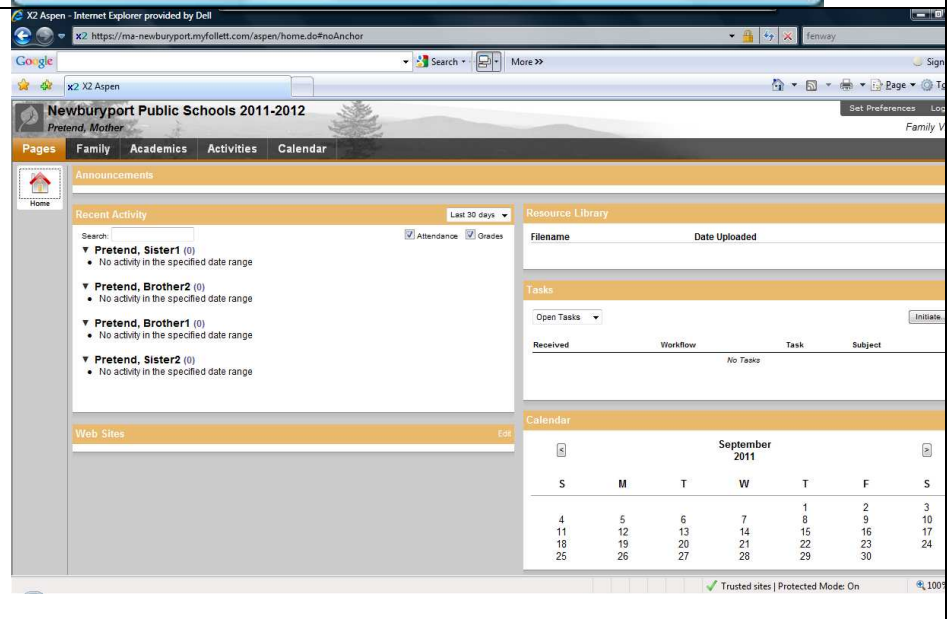 X2 Aspen - Internet Explorer provided by Dell
x2 https://ma-newburyport.myfollett.com/aspen/home.do#noAnchor
fenway
Google
Search
More >>
Sign
x2 X2 Aspen
Page
Newburyport Public Schools 2011-2012
Set Preferences
Log
Pretend, Mother
Family V
Pages Family Academics Activities Calendar
Home
Announcements
Recent Activity
Last 30 days
Search:
Attendance Grades
Pretend, Sister1 (0)
• No activity in the specified date range
Pretend, Brother2 (0)
• No activity in the specified date range
Pretend, Brother1 (0)
• No activity in the specified date range
Pretend, Sister2 (0)
• No activity in the specified date range
Web Sites
Edit
Resource Library
Filename Date Uploaded
Tasks
Open Tasks
Initiate..
Received Workflow Task Subject
No Tasks
Calendar
<
September
2011
>
S M T W T F S
1 2 3
4 5 6 7 8 9 10
11 12 13 14 15 16 17
18 19 20 21 22 23 24
25 26 27 28 29 30
Trusted sites | Protected Mode: On
100%